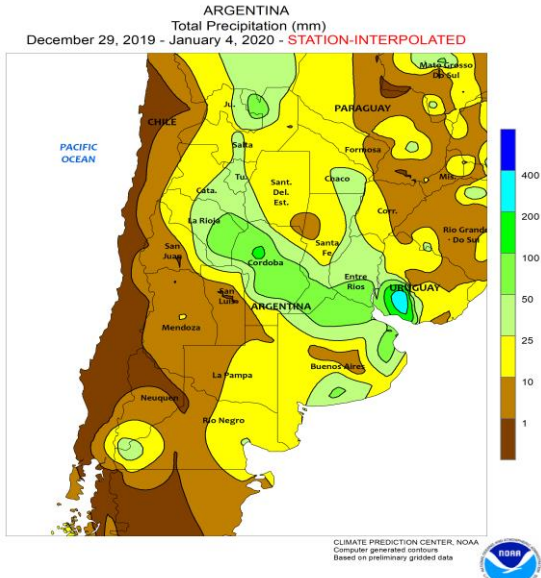 ARGENTINA
Total Precipitation (mm)
December 29, 2019 - January 4, 2020 - STATION-INTERPOLATED
Mato Grosso
Do Sul
Ju.
PARAGUAY
CHILE
PACIFIC
OCEAN
Salta
Formosa
Tu.
Chaco
Mis.
Sant.
Del.
Est.
Cata.
Corr.
La Rioja
Rio Grande
Do Sul
Santa
Fe
San
Juan
Cordoba
Entre
Rios
URUGUAY
San
Luis
ARGENTINA
Mendoza
Buenos Aires
La Pampa
Neuquen
Rio Negro
400
200
100
50
25
10
1
CLIMATE PREDICTION CENTER, NOAA
Computer generated contours
Based on preliminary gridded data
NOAA